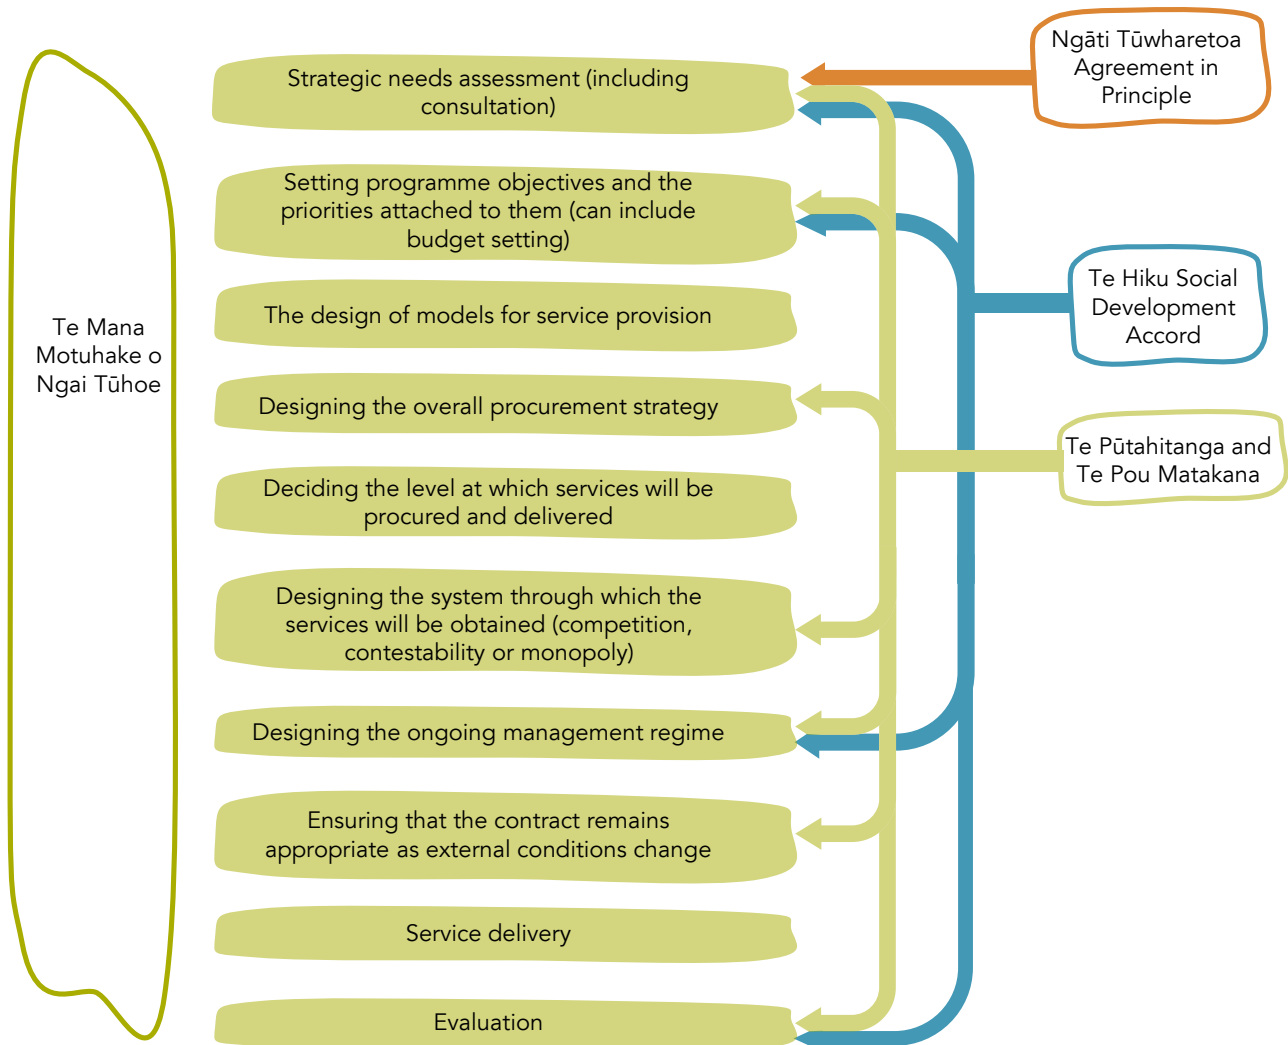 Te Mana
Motuhake o
Ngai Tūhoe
Strategic needs assessment (including
consultation)
Setting programme objectives and the
priorities attached to them (can include
budget setting)
The design of models for service provision
Designing the overall procurement strategy
Deciding the level at which services will be
procured and delivered
Designing the system through which the
services will be obtained (competition,
contestability or monopoly)
Designing the ongoing management regime
Ensuring that the contract remains
appropriate as external conditions change
Service delivery
Evaluation
Ngāti Tūwharetoa
Agreement in
Principle
Te Hiku Social
Development
Accord
Te Pūtahitanga and
Te Pou Matakana